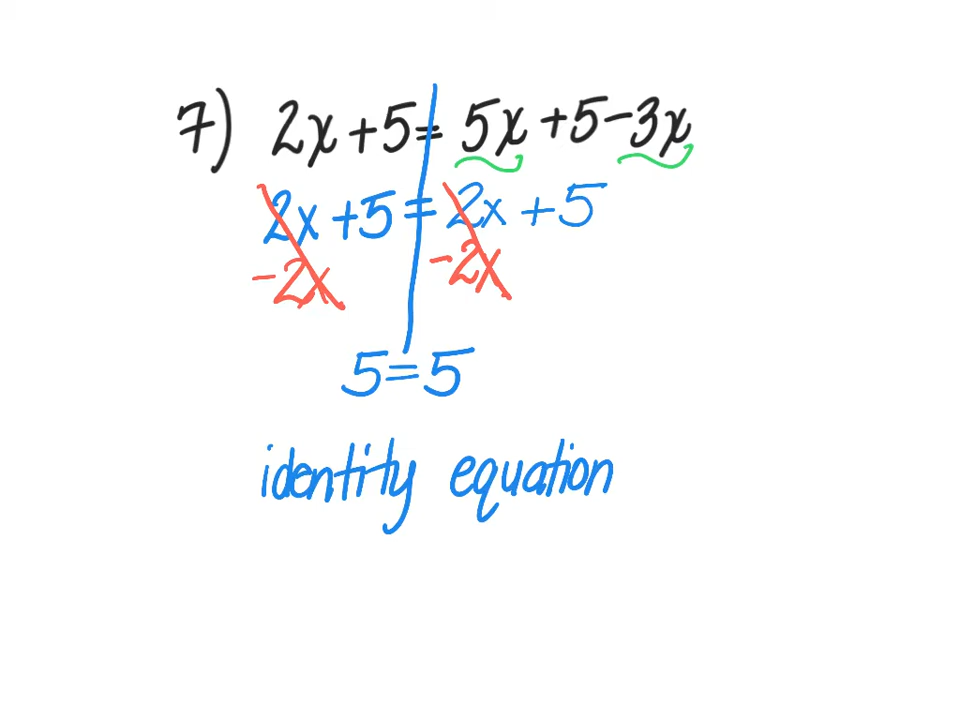 7) 2x+5=5x+5-3x
2x+5=2x+5
-2x -2x
5=5
identity equation